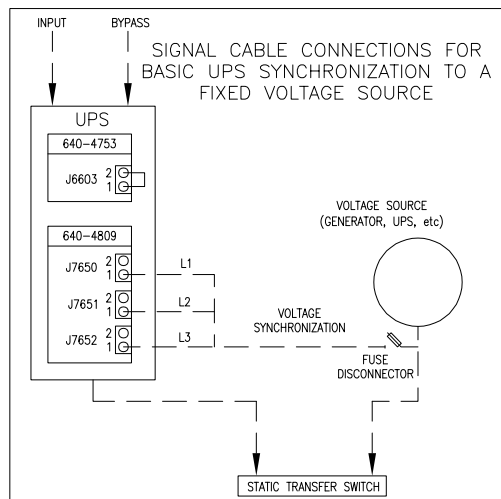 INPUT
BYPASS
SIGNAL CABLE CONNECTIONS FOR
BASIC UPS SYNCHRONIZATION TO A
FIXED VOLTAGE SOURCE
UPS
640-4753
J6603
2
1
640-4809
J7650
2
1
L1
J7651
2
1
L2
J7652
2
1
L3
VOLTAGE SOURCE
(GENERATOR, UPS, etc)
VOLTAGE
SYNCHRONIZATION
FUSE
DISCONNECTOR
STATIC TRANSFER SWITCH